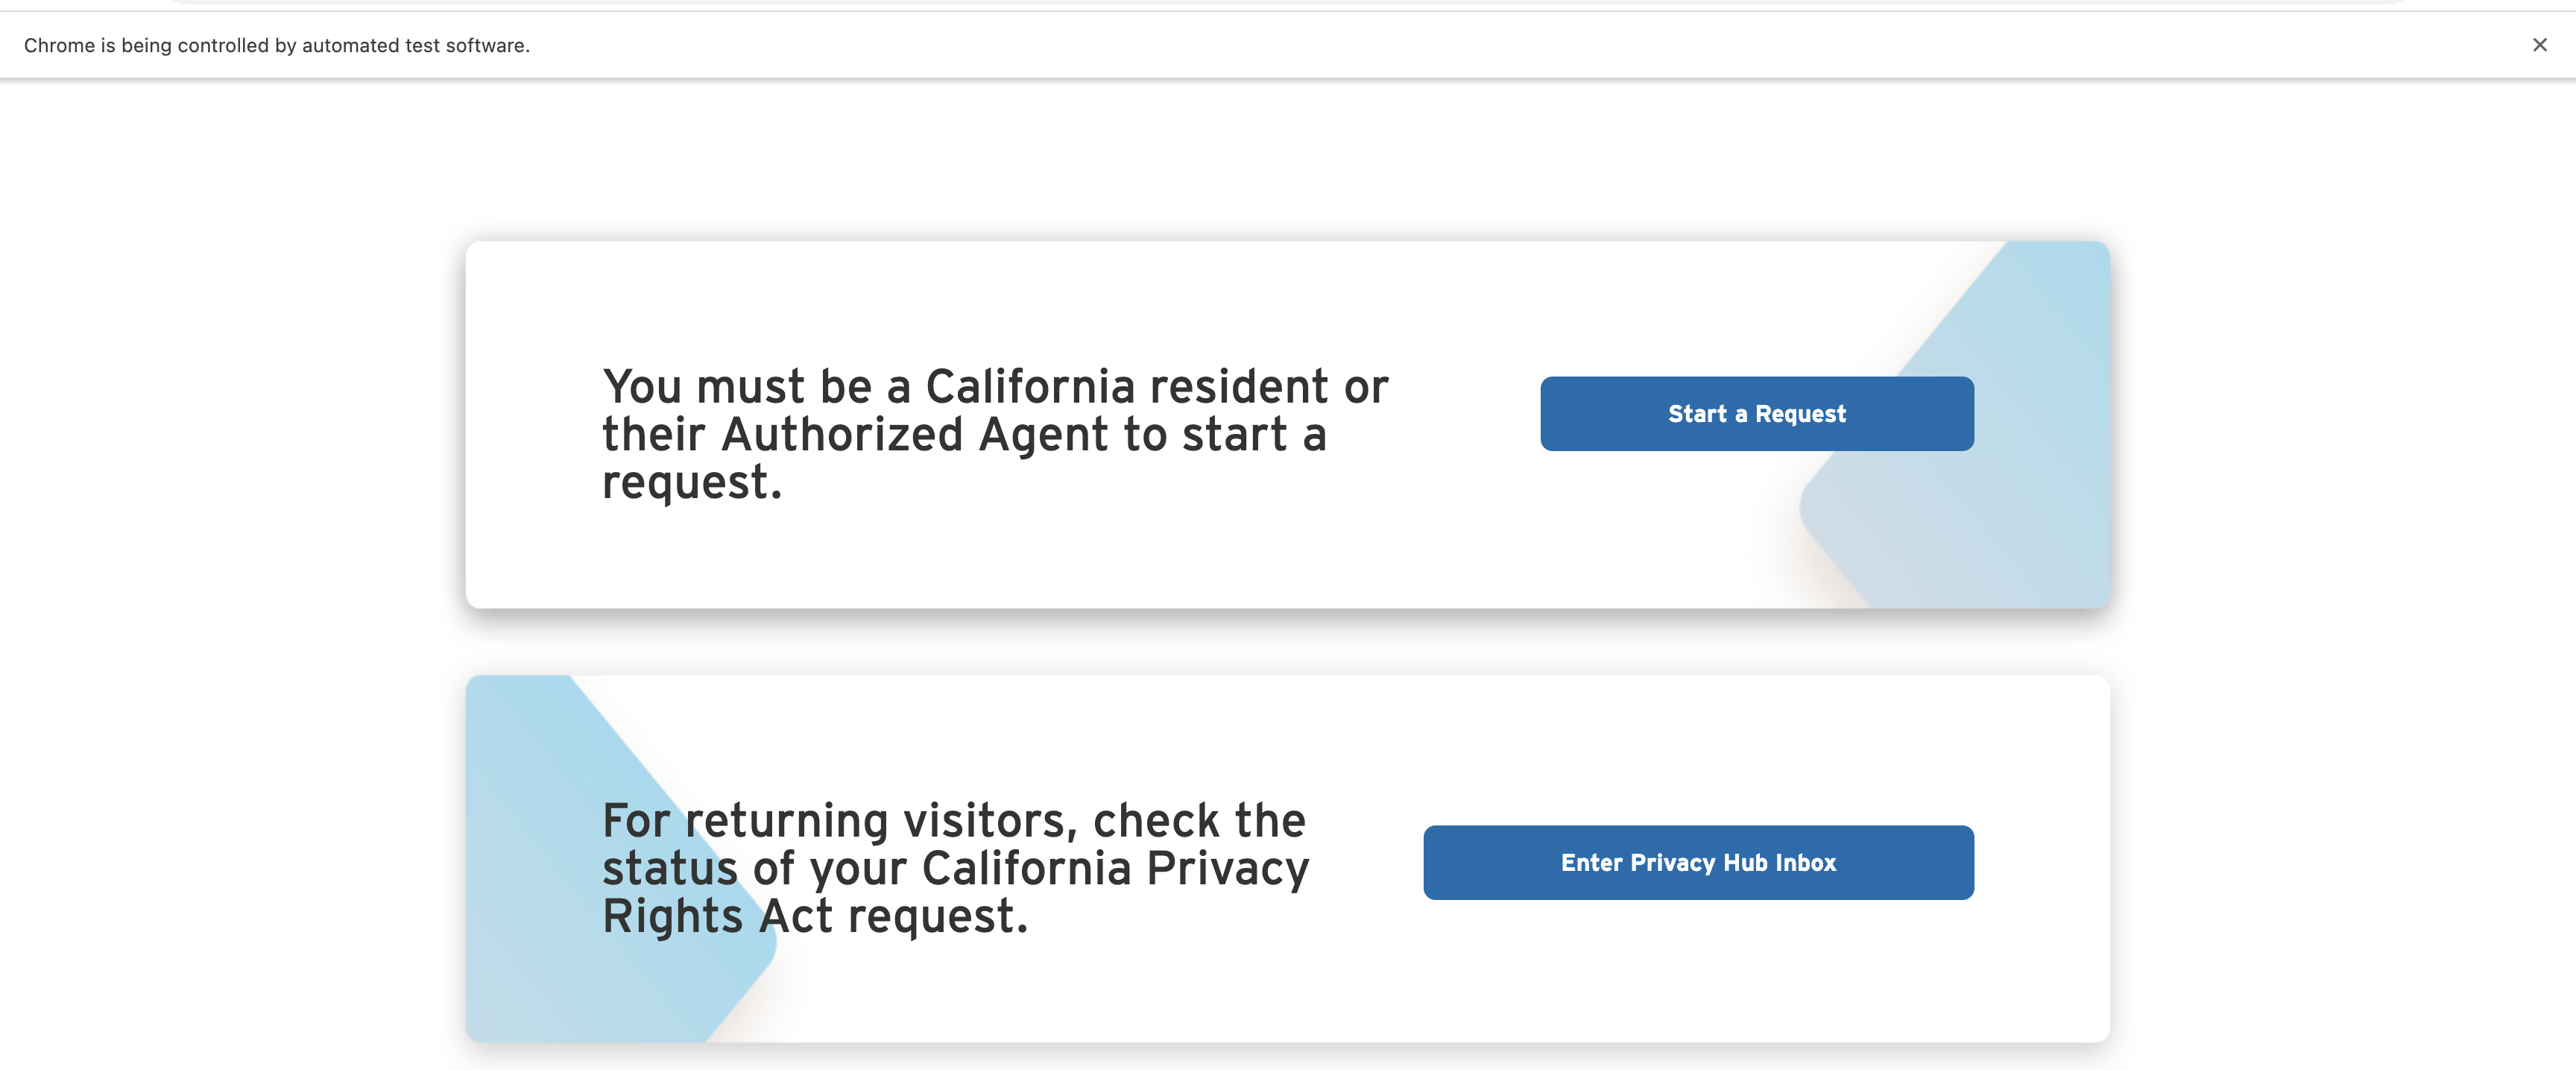 Chrome is being controlled by automated test software.
You must be a California resident or
their Authorized Agent to start a
request.
Start a Request
For returning visitors, check the
status of your California Privacy
Rights Act request.
Enter Privacy Hub Inbox